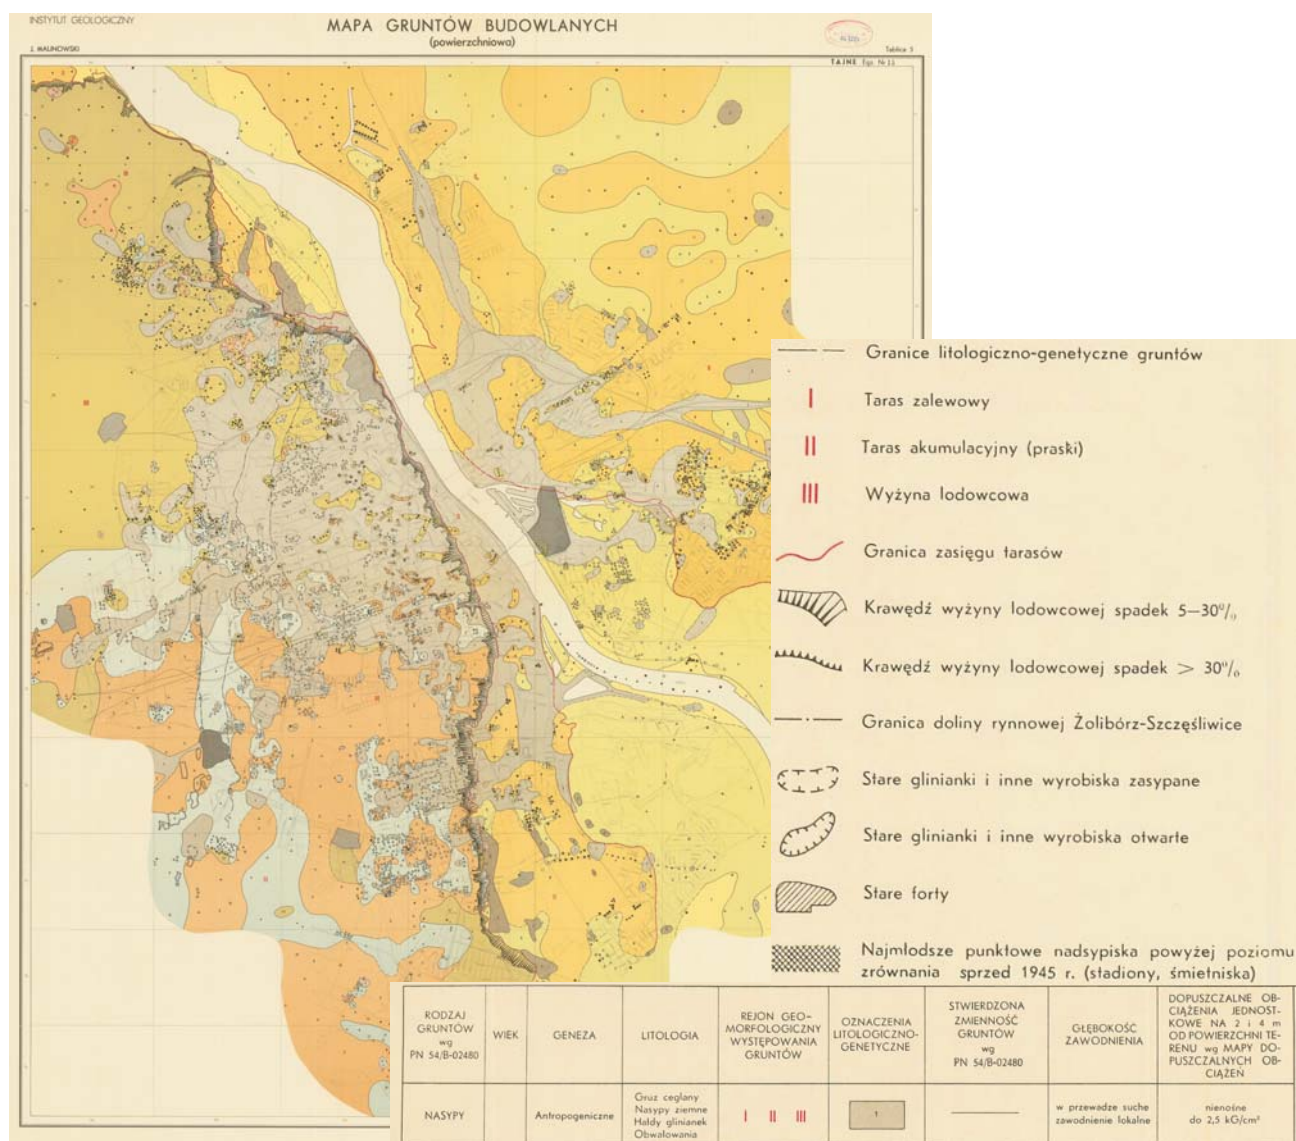 INSTYTUT GEOLOGICZNY
MAPA GRUNTÓW BUDOWLANYCH
(powierzchniowa)
J. MALINOWSKI
Tablica 3
TAJNE Egz. Nr 11
Granice litologiczno-genetyczne gruntów
I Taras zalewowy
II Taras akumulacyjny (praski)
III Wyżyna lodowcowa
Granica zasięgu tarasów
Krawędź wyżyny lodowcowej spadek 5—30%
Krawędź wyżyny lodowcowej spadek > 30%
Granica doliny rynnowej Żolibórz-Szczęśliwice
Stare glinianki i inne wyrobiska zasypane
Stare glinianki i inne wyrobiska otwarte
Stare forty
Najmłodsze punktowe nadsypiska powyżej poziomu
zrównania sprzed 1945 r. (stadiony, śmietniska)
RODZAJ
GRUNTÓW
wg
PN 54/B-02480
WIEK
GENEZA
LITOLOGIA
REJON GEO-
MORFOLOGICZNY
WYSTĘPOWANIA
GRUNTÓW
OZNACZENIA
LITOLOGICZNO-
GENETYCZNE
STWIERDZONA
ZMIENNOŚĆ
GRUNTÓW
wg
PN 54/B-02480
GŁĘBOKOŚĆ
ZAWODNIENIA
DOPUSZCZALNE OB-
CIĄŻENIA JEDNOST-
KOWE NA 2 i 4 m
OD POWIERZCHNI TE-
RENU wg MAPY DO-
PUSZCZALNYCH OB-
CIĄŻEŃ
NASYPY
Antropogeniczne
Gruz ceglany
Nasypy ziemne
Hałdy glinianek
Obwałowania
I II III
1
w przewadze suche
zawodnienie lokalne
nienośne
do 2,5 kG/cm²